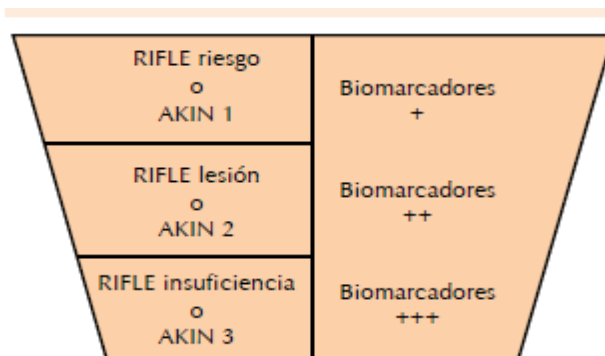 RIFLE riesgo
o
AKIN 1
Biomarcadores
+
RIFLE lesión
o
AKIN 2
Biomarcadores
++
RIFLE insuficiencia
o
AKIN 3
Biomarcadores
+++